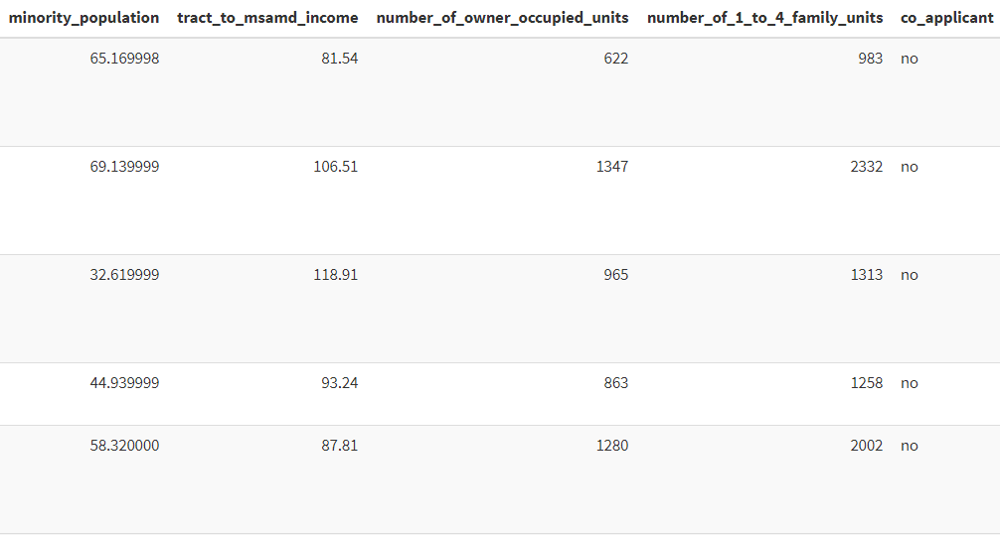 minority_population tract_to_msamd_income number_of_owner_occupied_units number_of_1_to_4_family_units co_applicant
65.169998 81.54 622 983 no
69.139999 106.51 1347 2332 no
32.619999 118.91 965 1313 no
44.939999 93.24 863 1258 no
58.320000 87.81 1280 2002 no